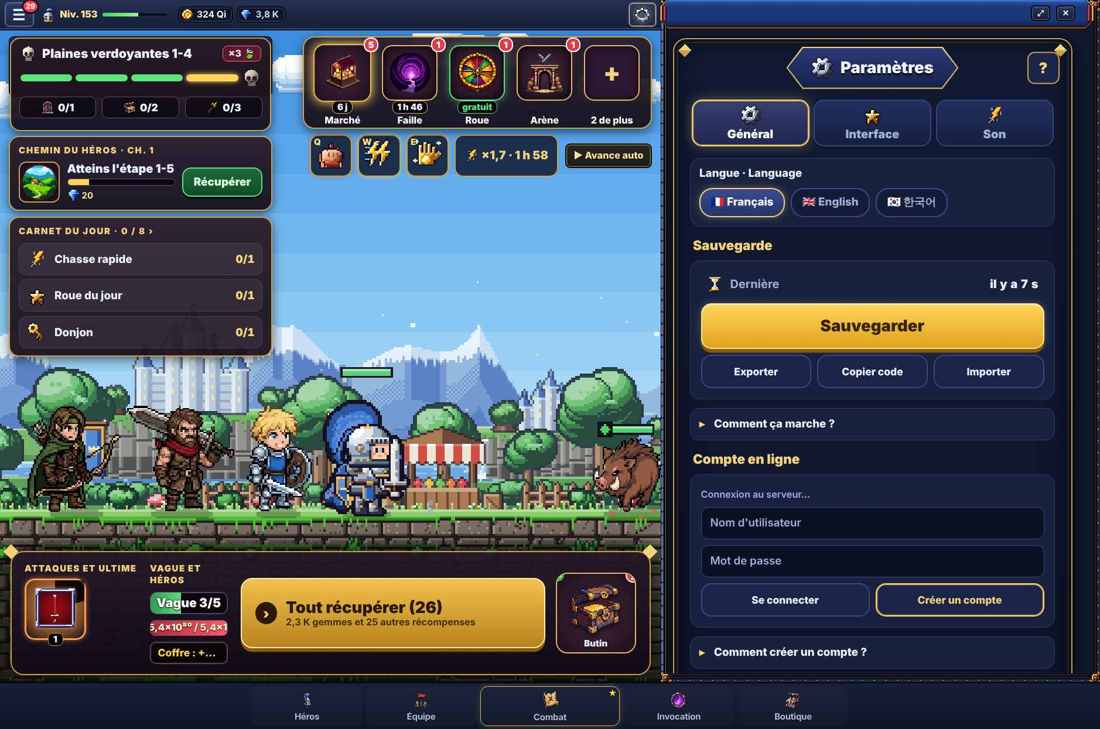 29
Niv. 153
324 Qi
3,8 K
Plaines verdoyantes 1-4
×3
0/1
0/2
0/3
CHEMIN DU HÉROS · CH. 1
Atteins l'étape 1-5
20
Récupérer
CARNET DU JOUR · 0 / 8 ›
Chasse rapide 0/1
Roue du jour 0/1
Donjon 0/1
5
1
1
1
6 j
1 h 46
gratuit
Marché
Faille
Roue
Arène
2 de plus
Q
W
E
×1,7 · 1 h 58
Avance auto
ATTAQUES ET ULTIME
1
VAGUE ET
HÉROS
Vague 3/5
Coffre : +...
Tout récupérer (26)
2,3 K gemmes et 25 autres récompenses
Butin
Héros
Équipe
Combat
Invocation
Boutique
Paramètres
?
Général
Interface
Son
Langue · Language
Français
English
한국어
Sauvegarde
Dernière
il y a 7 s
Sauvegarder
Exporter
Copier code
Importer
Comment ça marche ?
Compte en ligne
Connexion au serveur...
Nom d'utilisateur
Mot de passe
Se connecter
Créer un compte
Comment créer un compte ?